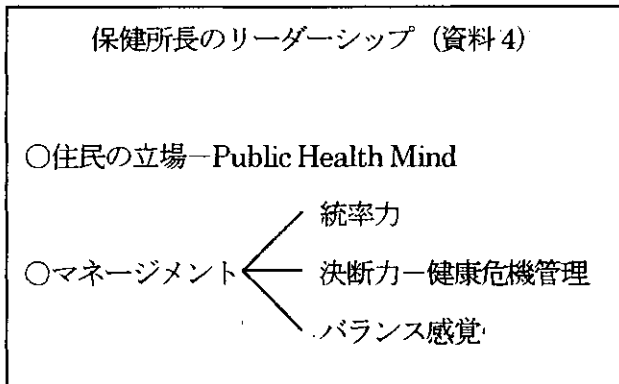 保健所長のリーダーシップ（資料4）
○住民の立場－Public Health Mind
統率力
○マネージメント
決断力－健康危機管理
バランス感覚